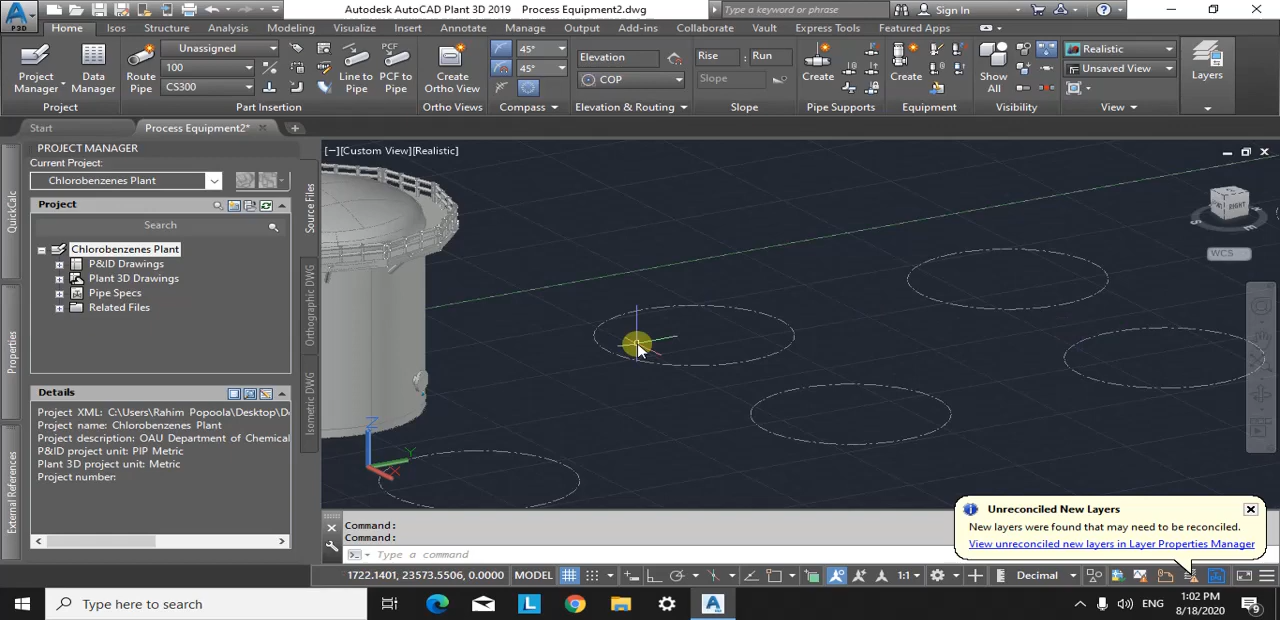 Autodesk AutoCAD Plant 3D 2019 Process Equipment2.dwg
Type a keyword or phrase
Sign In
P3D
Home Isos Structure Analysis Modeling Visualize Insert Annotate Manage Output Add-ins Collaborate Vault Express Tools Featured Apps
Project Manager
Data Manager
Project
Route Pipe
Unassigned
100
CS300
Line to Pipe
PCF to Pipe
PCF
Part Insertion
Create Ortho View
Ortho Views
45°
45°
Compass
Elevation
COP
Elevation & Routing
Rise : Run
Slope
Slope
Create
Pipe Supports
Create
Equipment
Show All
Visibility
Realistic
Unsaved View
View
Layers
Start
Process Equipment2*
PROJECT MANAGER
Current Project:
Chlorobenzenes Plant
Project
Search
Chlorobenzenes Plant
P&ID Drawings
Plant 3D Drawings
Pipe Specs
Related Files
Details
Project XML: C:\Users\Rahim Popoola\Desktop\De
Project name: Chlorobenzenes Plant
Project description: OAU Department of Chemical
P&ID project unit: PIP Metric
Plant 3D project unit: Metric
Project number:
QuickCalc
Properties
External References
Source Files
Orthographic DWG
Isometric DWG
[−][Custom View][Realistic]
RIGHT
S
E
WCS
Z
Y
X
Unreconciled New Layers
New layers were found that may need to be reconciled.
View unreconciled new layers in Layer Properties Manager
Command:
Command:
Type a command
1722.1401, 23573.5506, 0.0000 MODEL
1:1
Decimal
Type here to search
ENG
1:02 PM
8/18/2020